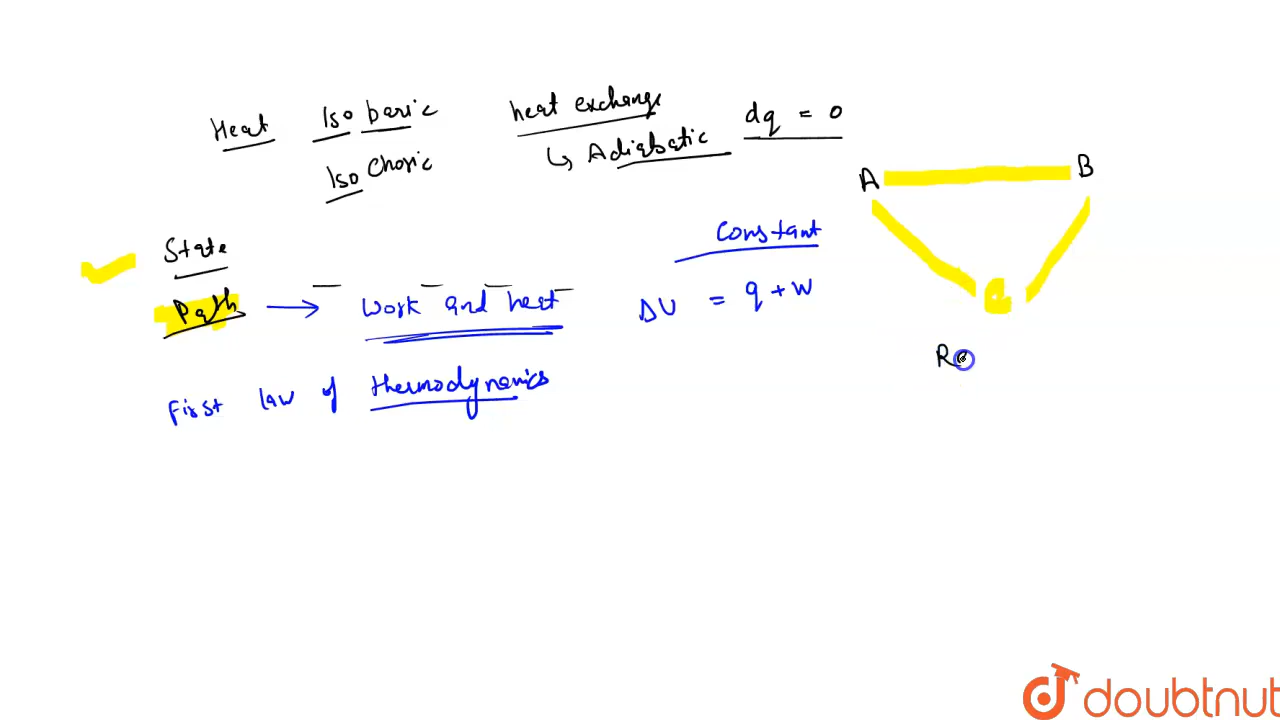 Heat Iso baric heat exchange dq = 0
Iso Choric ↳ Adiabatic
A B
State Constant
Path → Work and heat ΔU = q + w
C
Re
First law of thermodynamics
doubtnut